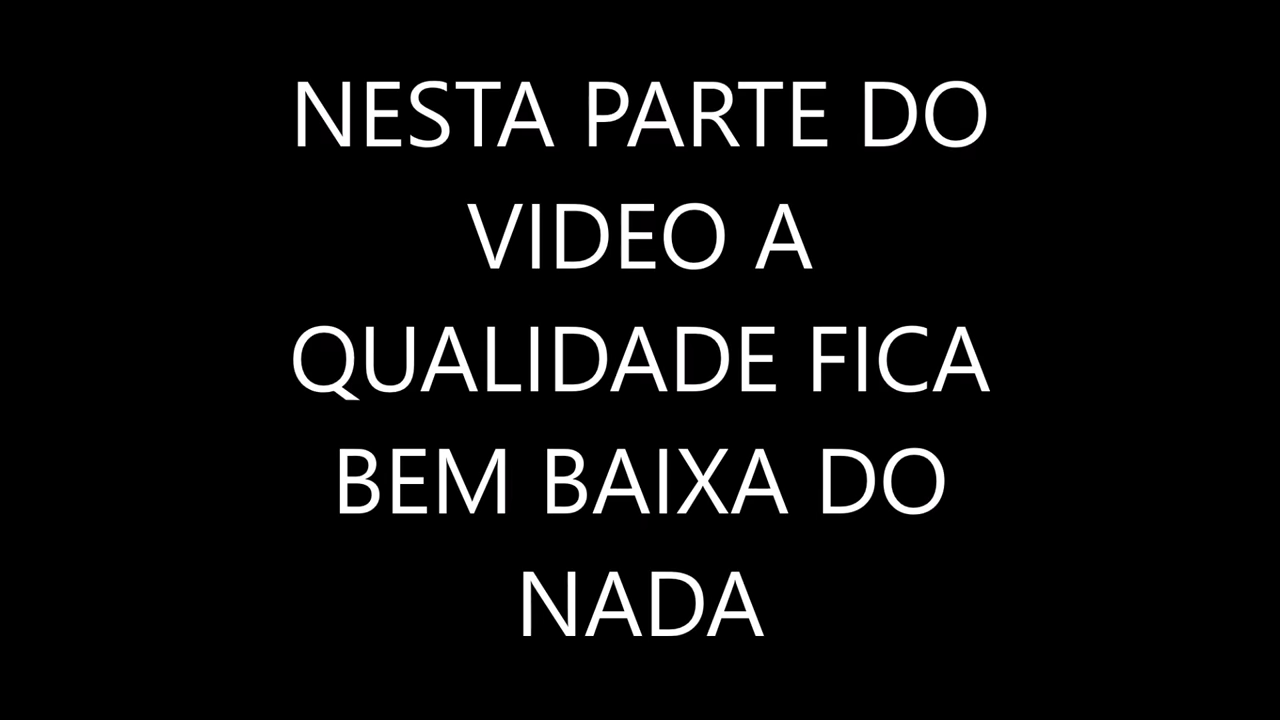 NESTA PARTE DO
VIDEO A
QUALIDADE FICA
BEM BAIXA DO
NADA